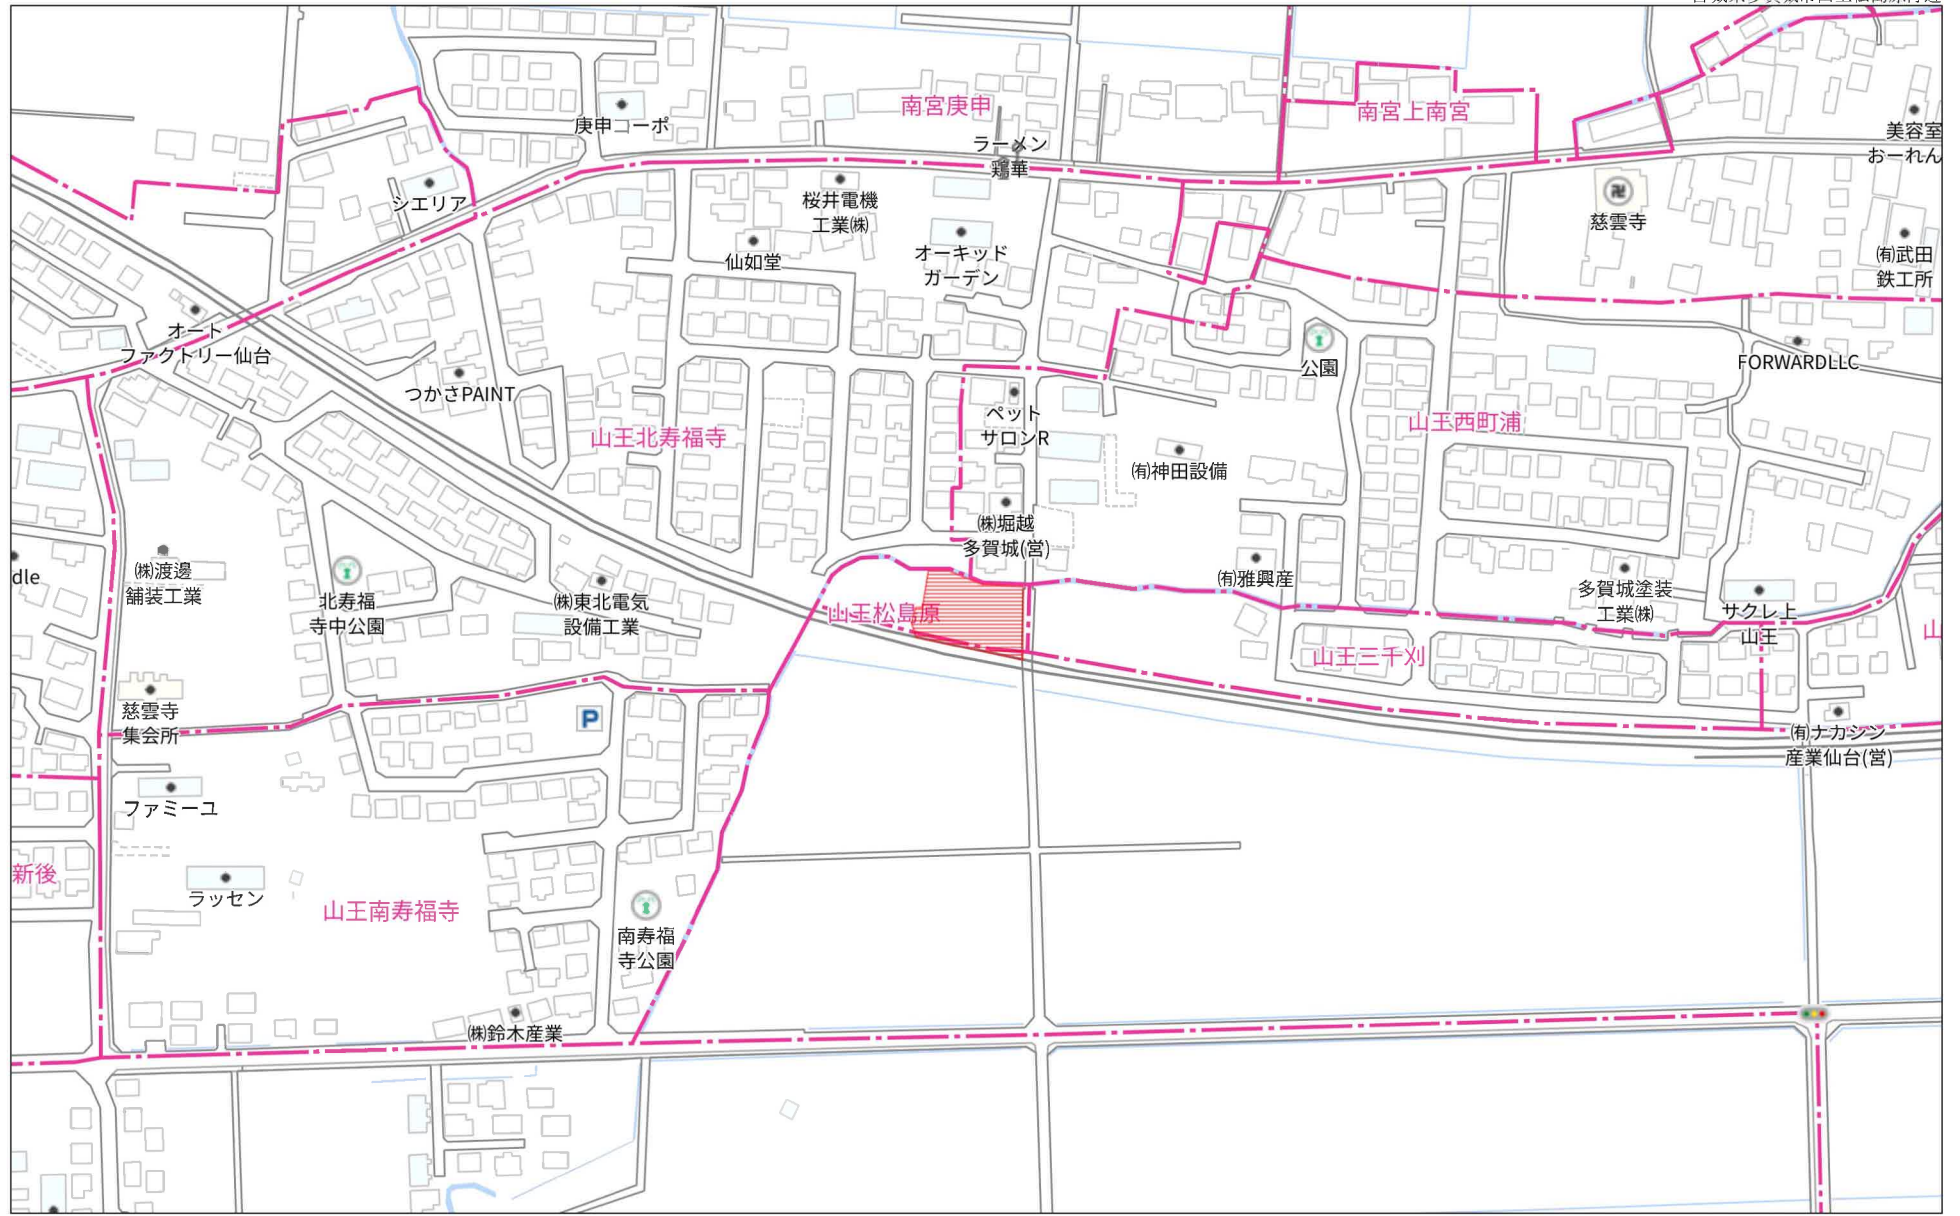 南宮庚申
南宮上南宮
庚申コーポ
ラーメン
鶏華
美容室
おーれん
シエリア
桜井電機
工業㈱
慈雲寺
仙如堂
オーキッド
ガーデン
㈲武田
鉄工所
オート
ファクトリー仙台
公園
FORWARDLLC
つかさPAINT
ペット
サロンR
山王北寿福寺
山王西町浦
㈲神田設備
P
㈱堀越
多賀城(営)
dle
㈱渡邊
舗装工業
北寿福
寺中公園
㈱東北電気
設備工業
㈲雅興産
多賀城塗装
工業㈱
サクレ上
山王
山王松島原
山
山王三千刈
慈雲寺
集会所
㈲ナカシン
産業仙台(営)
ファミーユ
新後
ラッセン
山王南寿福寺
南寿福
寺公園
㈱鈴木産業